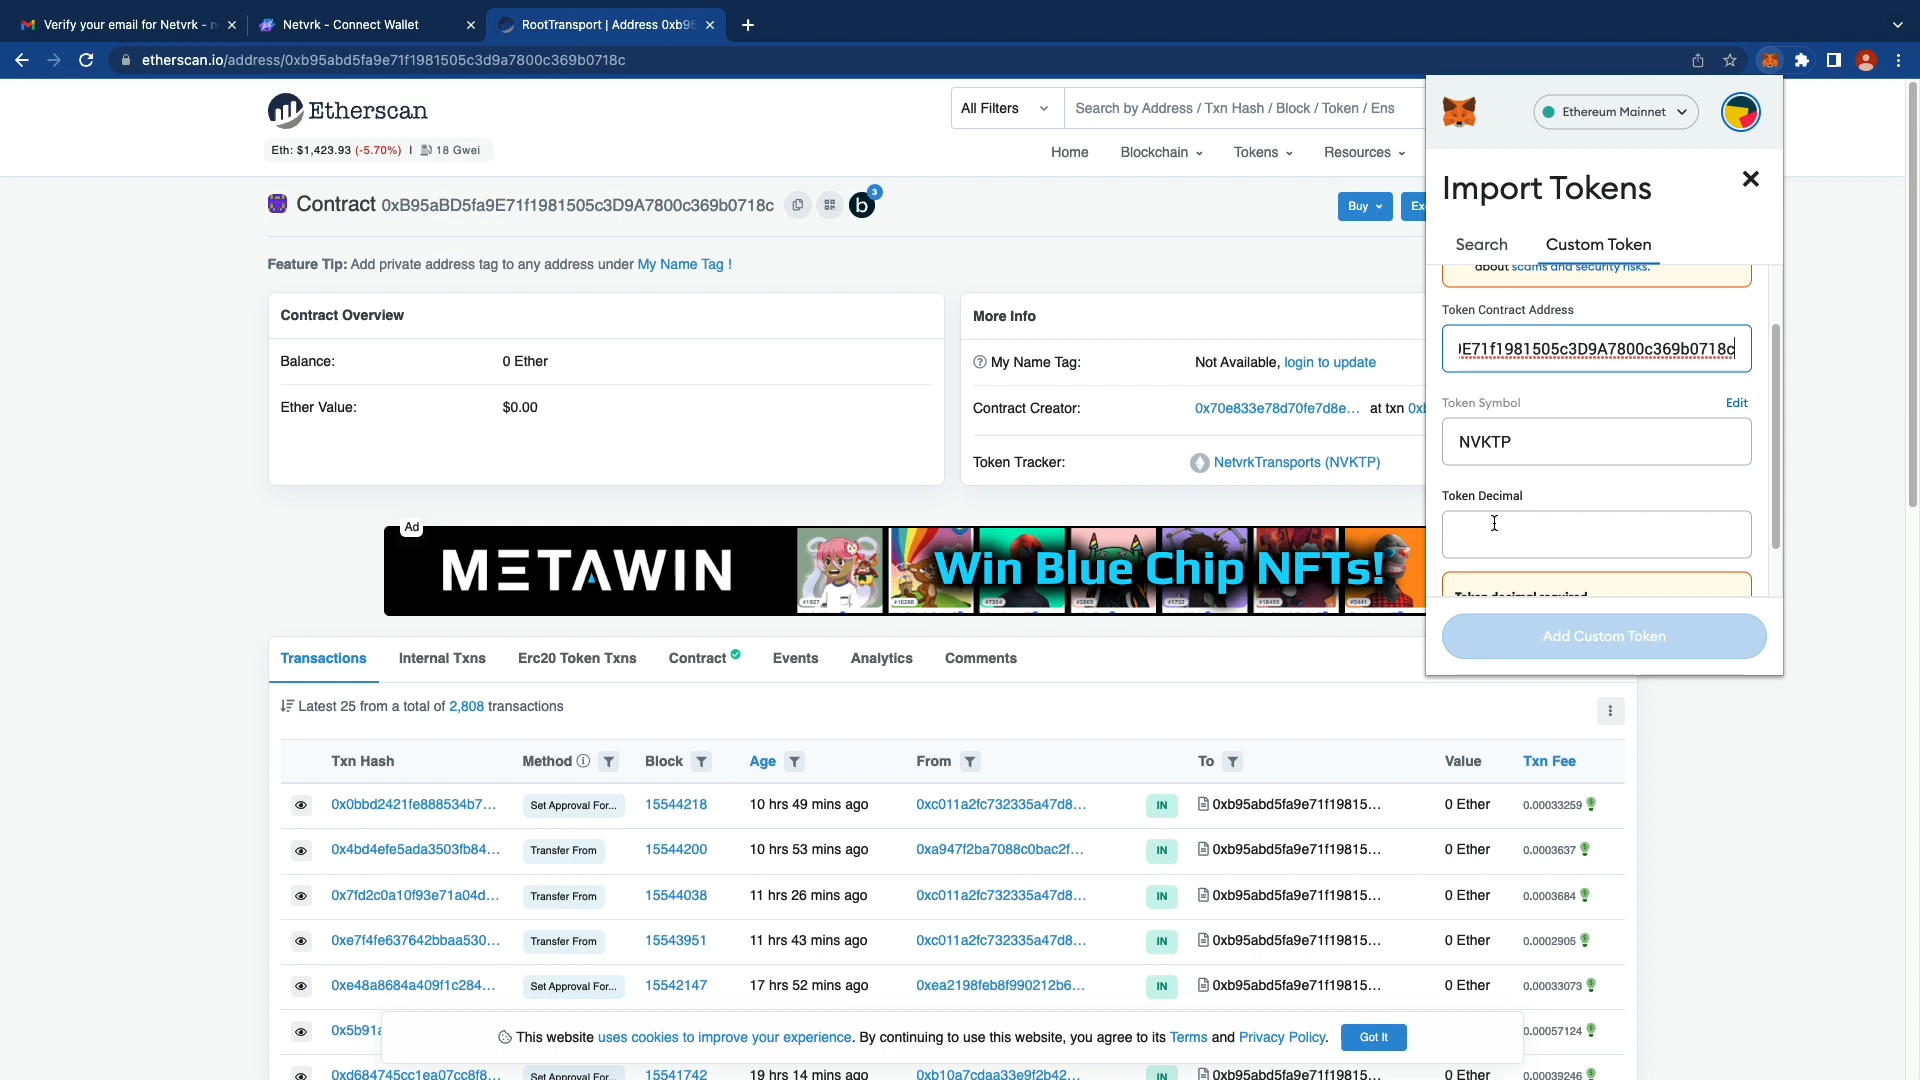 Verify your email for Netvrk - n
Netvrk - Connect Wallet
RootTransport | Address 0xb95
etherscan.io/address/0xb95abd5fa9e71f1981505c3d9a7800c369b0718c
Etherscan
All Filters
Search by Address / Txn Hash / Block / Token / Ens
Eth: $1,423.93 (-5.70%) | 18 Gwei
Home Blockchain Tokens Resources
Contract 0xB95aBD5fa9E71f1981505c3D9A7800c369b0718c
b 3
Buy
Feature Tip: Add private address tag to any address under My Name Tag !
Contract Overview
Balance: 0 Ether
Ether Value: $0.00
More Info
My Name Tag: Not Available, login to update
Contract Creator: 0x70e833e78d70fe7d8e... at txn
Token Tracker: NetvrkTransports (NVKTP)
Ad
METAWIN
Win Blue Chip NFTs!
Transactions Internal Txns Erc20 Token Txns Contract Events Analytics Comments
Latest 25 from a total of 2,808 transactions
Txn Hash Method Block Age From To Value Txn Fee
0x0bbd2421fe888534b7... Set Approval For... 15544218 10 hrs 49 mins ago 0xc011a2fc732335a47d8... IN 0xb95abd5fa9e71f19815... 0 Ether 0.00033259
0x4bd4efe5ada3503fb84... Transfer From 15544200 10 hrs 53 mins ago 0xa947f2ba7088c0bac2f... IN 0xb95abd5fa9e71f19815... 0 Ether 0.0003637
0x7fd2c0a10f93e71a04d... Transfer From 15544038 11 hrs 26 mins ago 0xc011a2fc732335a47d8... IN 0xb95abd5fa9e71f19815... 0 Ether 0.0003684
0xe7f4fe637642bbaa530... Transfer From 15543951 11 hrs 43 mins ago 0xc011a2fc732335a47d8... IN 0xb95abd5fa9e71f19815... 0 Ether 0.0002905
0xe48a8684a409f1c284... Set Approval For... 15542147 17 hrs 52 mins ago 0xea2198feb8f990212b6... IN 0xb95abd5fa9e71f19815... 0 Ether 0.00033073
0x5b91 0.00057124
This website uses cookies to improve your experience. By continuing to use this website, you agree to its Terms and Privacy Policy.
Got It
0xd684745cc1ea07cc8f8... Set Approval For... 15541742 19 hrs 14 mins ago 0xb10a7cdaa33e9f2b42... IN 0xb95abd5fa9e71f19815... 0 Ether 0.00039246
Ethereum Mainnet
Import Tokens
Search Custom Token
about scams and security risks.
Token Contract Address
E71f1981505c3D9A7800c369b0718c
Token Symbol Edit
NVKTP
Token Decimal
Token decimal required
Add Custom Token